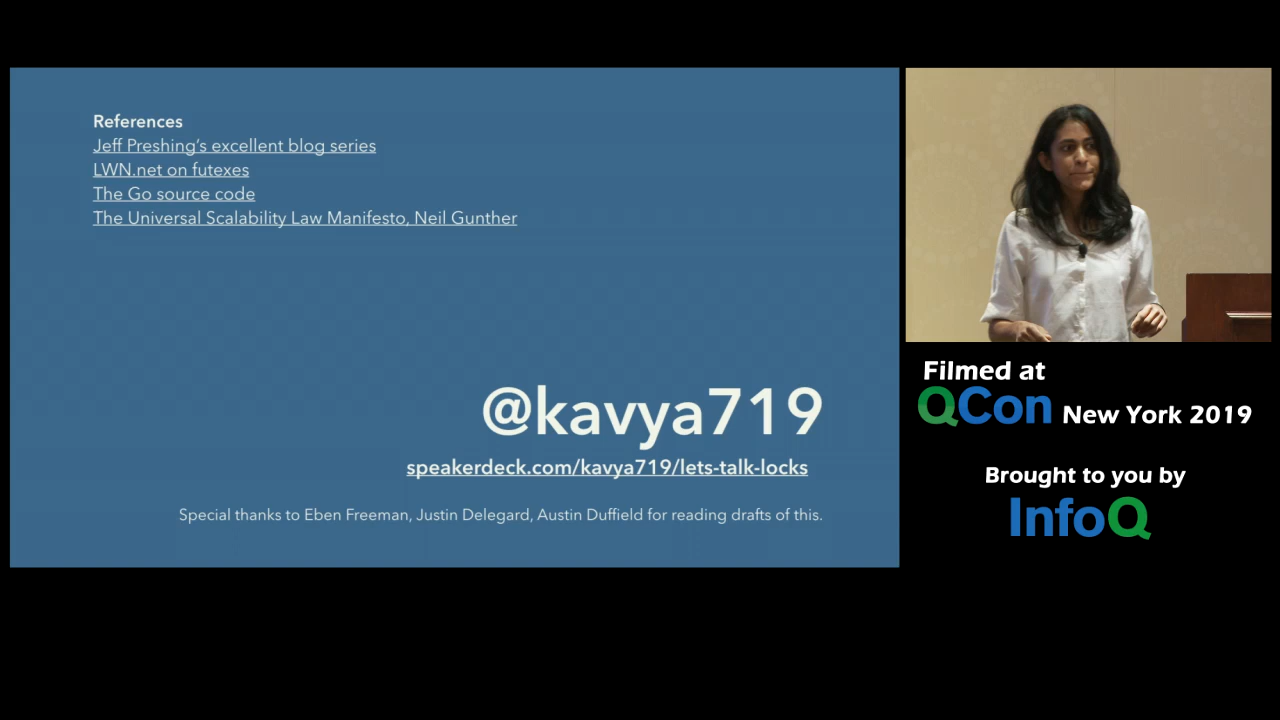 References
Jeff Preshing's excellent blog series
LWN.net on futexes
The Go source code
The Universal Scalability Law Manifesto, Neil Gunther
@kavya719
speakerdeck.com/kavya719/lets-talk-locks
Special thanks to Eben Freeman, Justin Delegard, Austin Duffield for reading drafts of this.
Filmed at
QCon New York 2019
Brought to you by
InfoQ